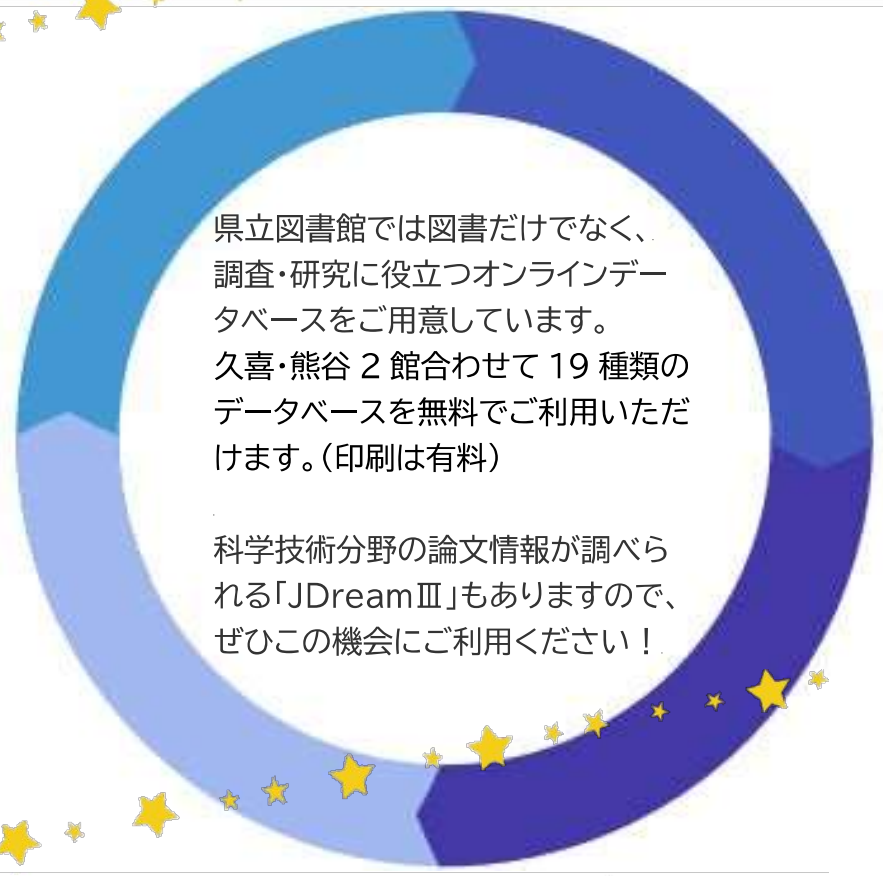 県立図書館では図書だけでなく、
調査・研究に役立つオンラインデー
タベースをご用意しています。
久喜・熊谷 2 館合わせて 19 種類の
データベースを無料でご利用いただ
けます。（印刷は有料）
科学技術分野の論文情報が調べら
れる「JDreamⅢ」もありますので、
ぜひこの機会にご利用ください！